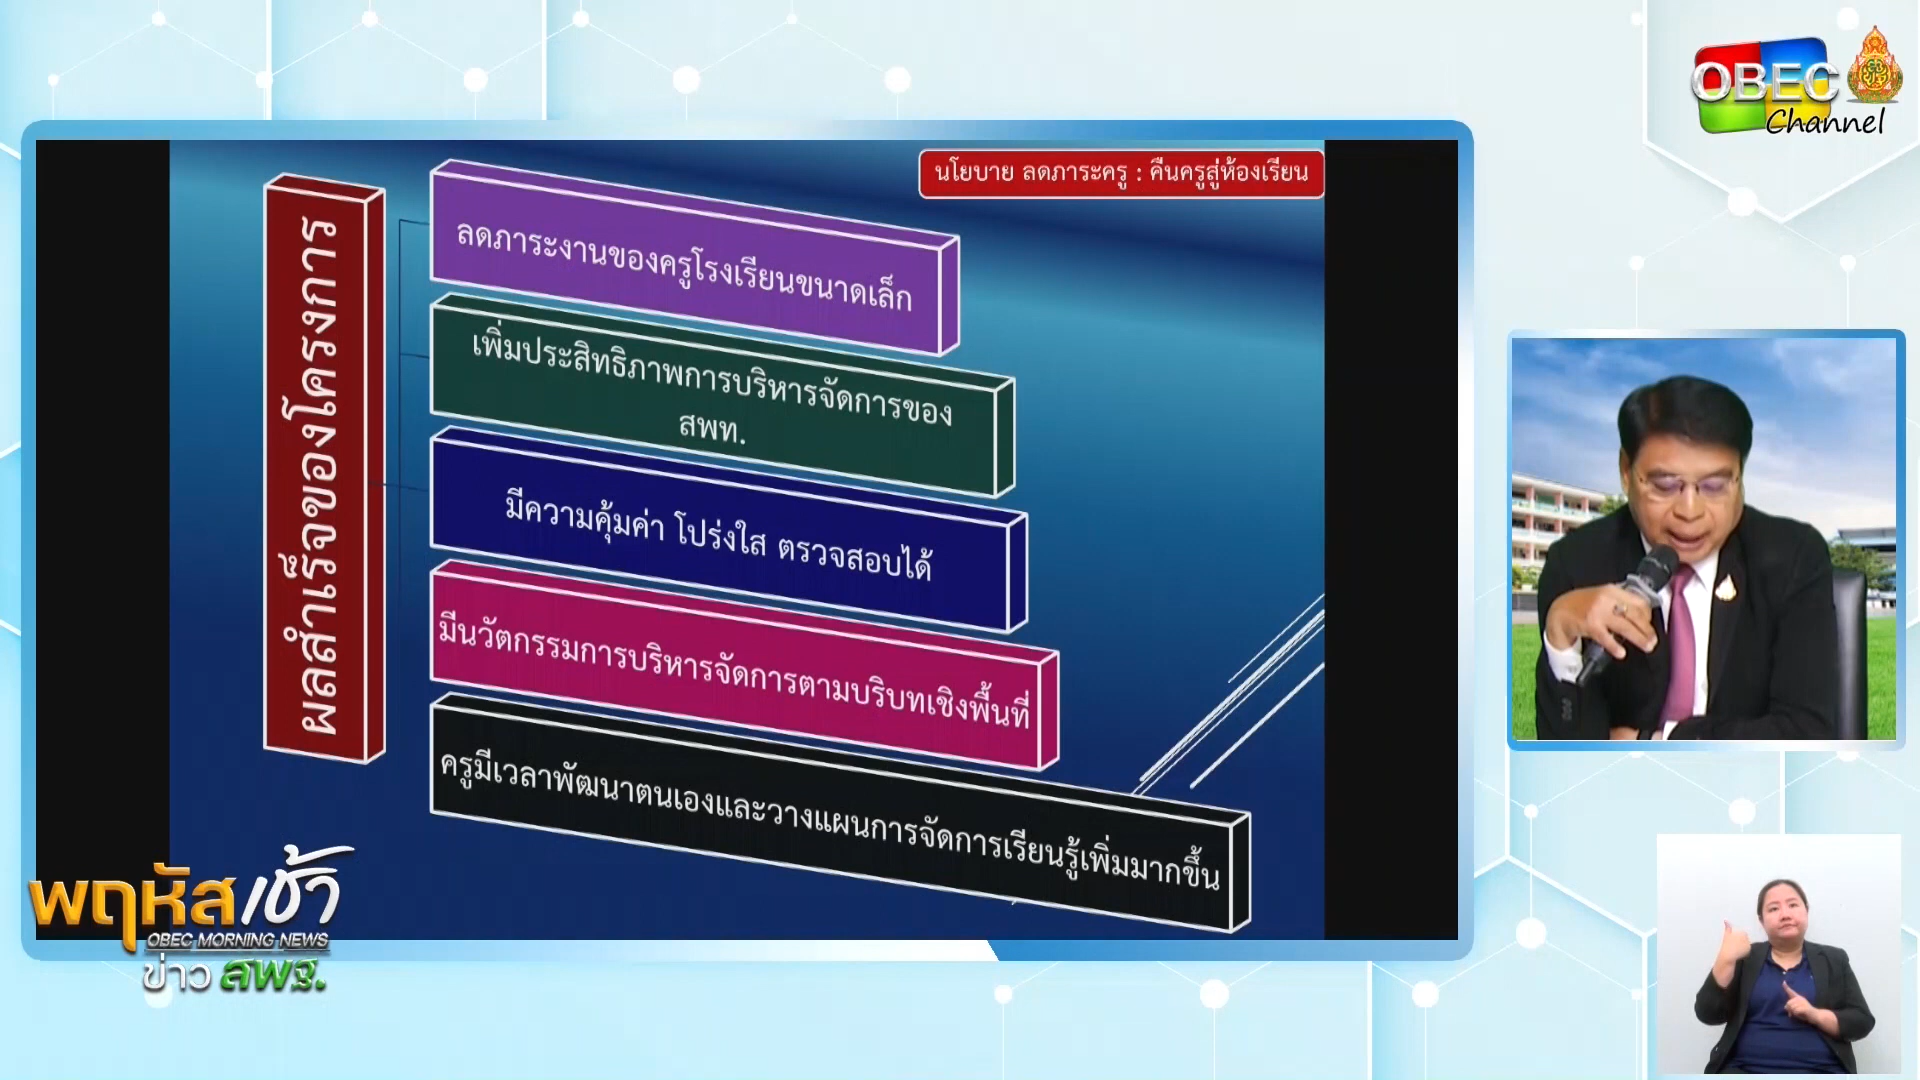 OBEC
Channel
นโยบาย ลดภาระครู : คืนครูสู่ห้องเรียน
ผลสำเร็จของโครงการ
ลดภาระงานของครูโรงเรียนขนาดเล็ก
เพิ่มประสิทธิภาพการบริหารจัดการของ
สพท.
มีความคุ้มค่า โปร่งใส ตรวจสอบได้
มีนวัตกรรมการบริหารจัดการตามบริบทเชิงพื้นที่
ครูมีเวลาพัฒนาตนเองและวางแผนการจัดการเรียนรู้เพิ่มมากขึ้น
พฤหัสเช้า
OBEC MORNING NEWS
ข่าว สพฐ.